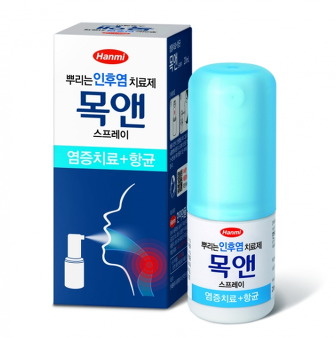 Hanmi
뿌리는 인후염 치료제
목앤
스프레이
염증치료+항균
Hanmi
뿌리는 인후염 치료제
목앤
스프레이
염증치료+항균